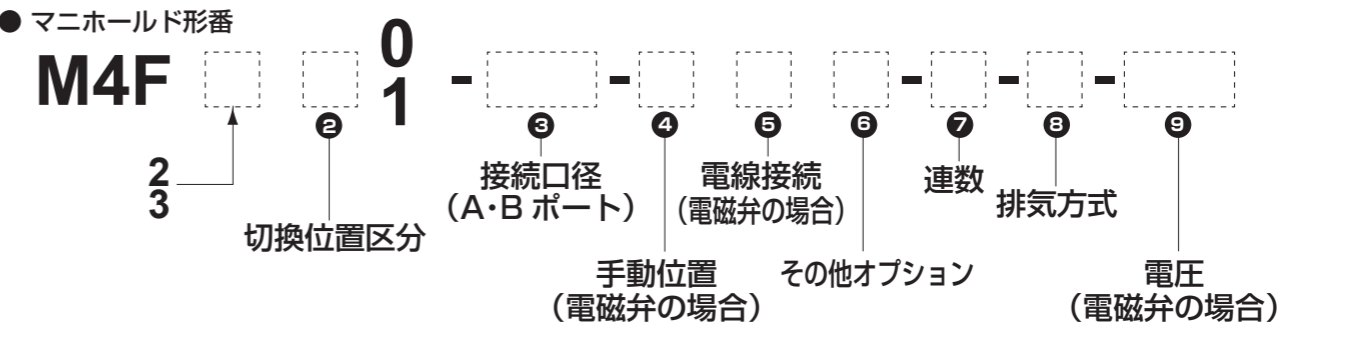 ● マニホールド形番
M4F 0 - - - - -
1
❷ ❸ ❹ ❺ ❻ ❼ ❽ ❾
2
3
接続口径
(A・B ポート)
電線接続
(電磁弁の場合)
連数
排気方式
切換位置区分
手動位置
(電磁弁の場合)
その他オプション
電圧
(電磁弁の場合)